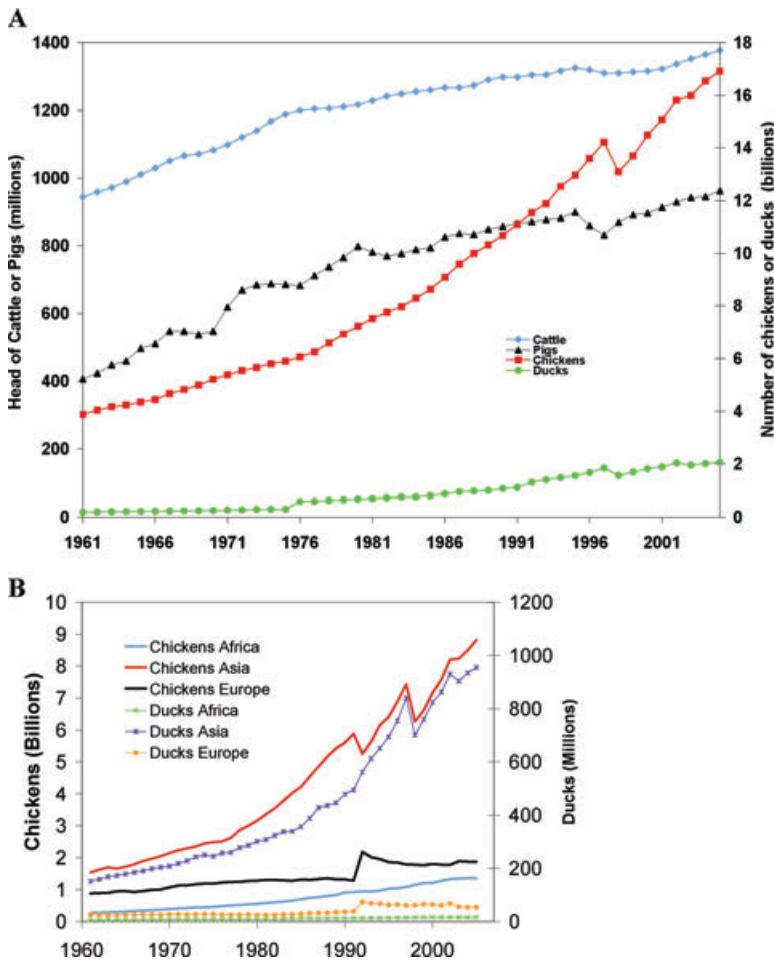 A
Head of Cattle or Pigs (millions)
1400
1200
1000
800
600
400
200
0
18
16
14
12
10
8
6
4
2
0
Number of chickens or ducks (billions)
Cattle
Pigs
Chickens
Ducks
1961 1966 1971 1976 1981 1986 1991 1996 2001
B
Chickens (Billions)
10
9
8
7
6
5
4
3
2
1
0
Chickens Africa
Chickens Asia
Chickens Europe
Ducks Africa
Ducks Asia
Ducks Europe
1200
1000
800
600
400
200
0
Ducks (Millions)
1960 1970 1980 1990 2000